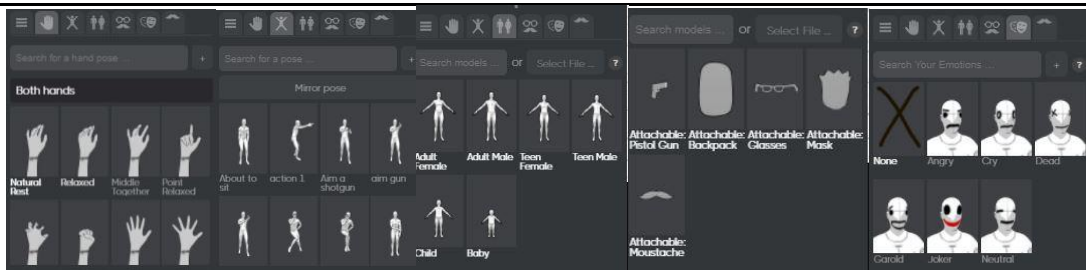 Search for a hand pose ... +
Both hands
Natural Rest
Relaxed
Middle Together
Point Relaxed
Search for a pose ... +
Mirror pose
About to sit
action 1
Aim a shotgun
aim gun
Search models ... or Select File ... ?
Adult Female
Adult Male
Teen Female
Teen Male
Child
Baby
Search models ... or Select File ... ?
Attachable: Pistol Gun
Attachable: Backpack
Attachable: Glasses
Attachable: Mask
Attachable: Moustache
Search Your Emotions ... + ?
None
Angry
Cry
Dead
Garold
Joker
Neutral